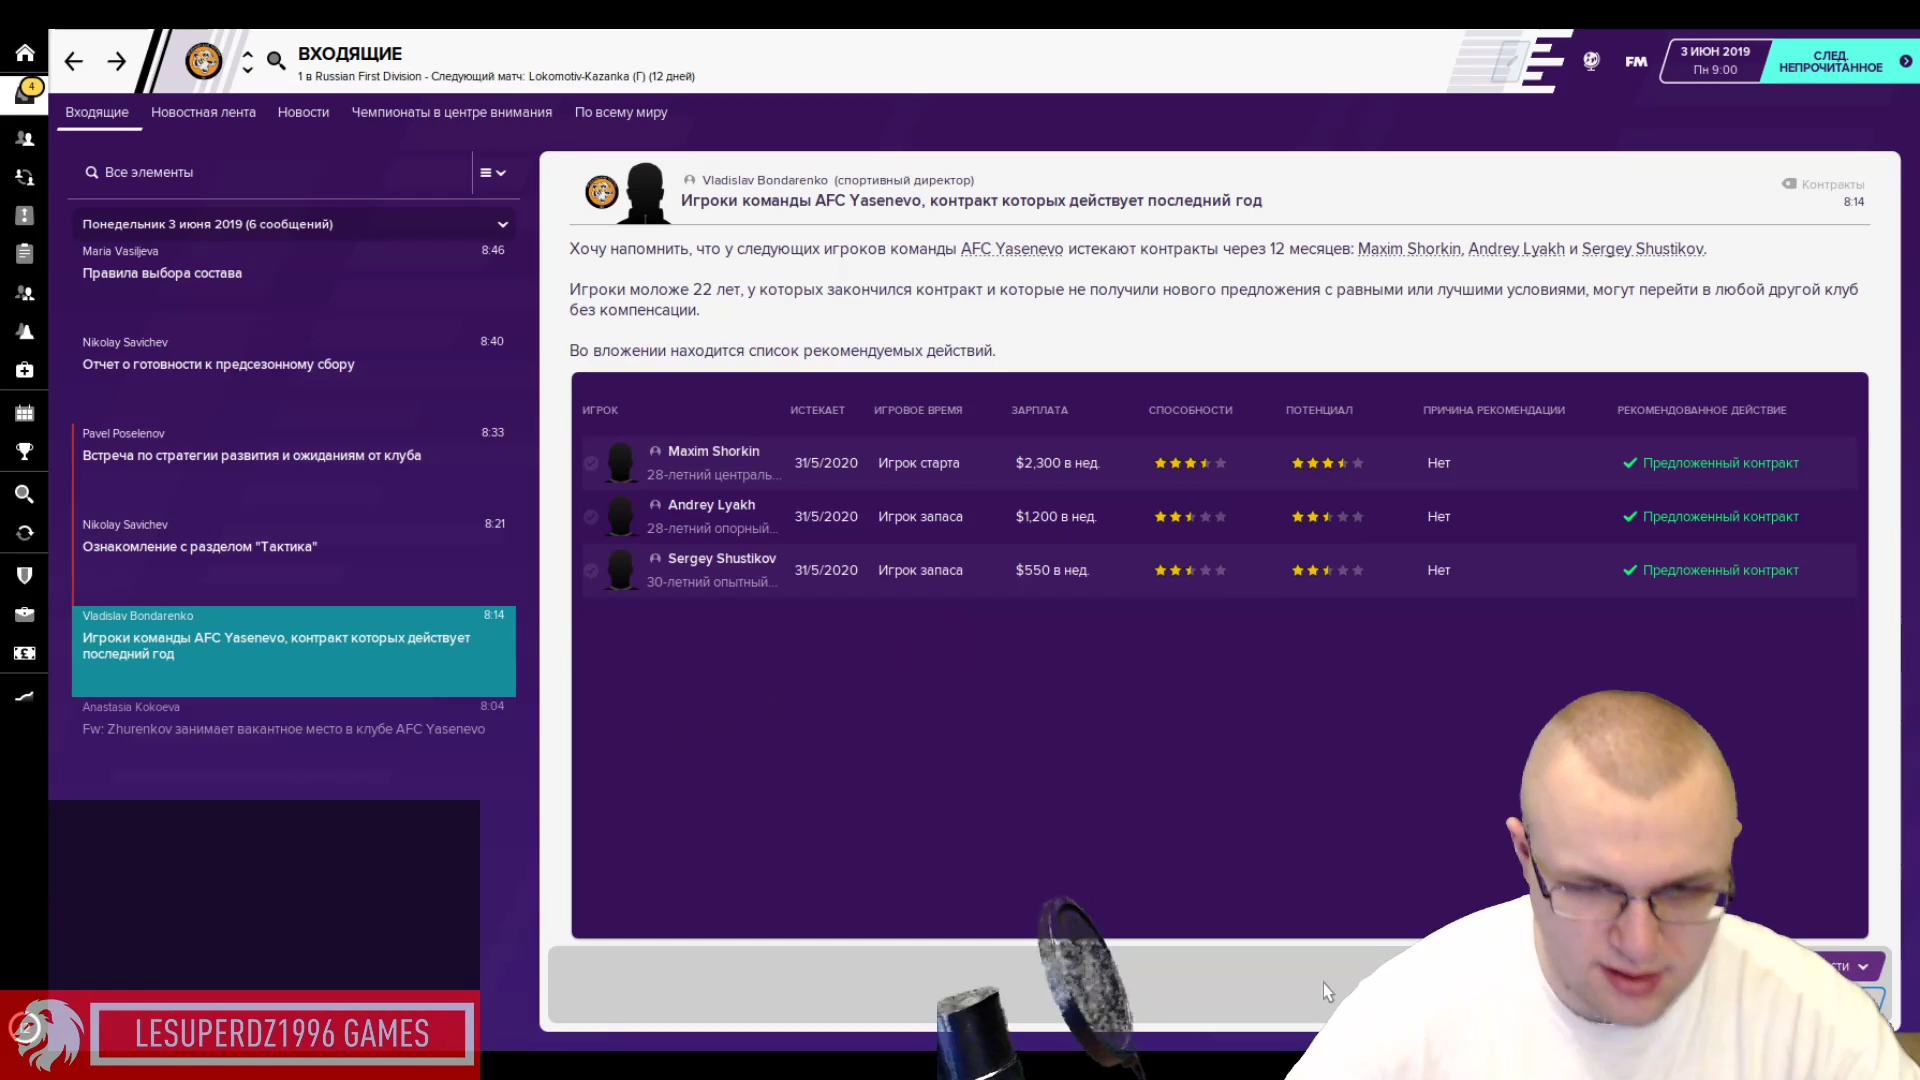 ВХОДЯЩИЕ
1 в Russian First Division - Следующий матч: Lokomotiv-Kazanka (Г) (12 дней)
FM
3 ИЮН 2019
Пн 9:00
СЛЕД.
НЕПРОЧИТАННОЕ
4
Входящие
Новостная лента
Новости
Чемпионаты в центре внимания
По всему миру
Все элементы
Понедельник 3 июня 2019 (6 сообщений)
Maria Vasiljeva 8:46
Правила выбора состава
Nikolay Savichev 8:40
Отчет о готовности к предсезонному сбору
Pavel Poselenov 8:33
Встреча по стратегии развития и ожиданиям от клуба
Nikolay Savichev 8:21
Ознакомление с разделом "Тактика"
Vladislav Bondarenko 8:14
Игроки команды AFC Yasenevo, контракт которых действует
последний год
Anastasia Kokoeva 8:04
Fw: Zhurenkov занимает вакантное место в клубе AFC Yasenevo
Vladislav Bondarenko (спортивный директор)
Игроки команды AFC Yasenevo, контракт которых действует последний год
Контракты
8:14
Хочу напомнить, что у следующих игроков команды AFC Yasenevo истекают контракты через 12 месяцев: Maxim Shorkin, Andrey Lyakh и Sergey Shustikov.
Игроки моложе 22 лет, у которых закончился контракт и которые не получили нового предложения с равными или лучшими условиями, могут перейти в любой другой клуб
без компенсации.
Во вложении находится список рекомендуемых действий.
ИГРОК ИСТЕКАЕТ ИГРОВОЕ ВРЕМЯ ЗАРПЛАТА СПОСОБНОСТИ ПОТЕНЦИАЛ ПРИЧИНА РЕКОМЕНДАЦИИ РЕКОМЕНДОВАННОЕ ДЕЙСТВИЕ
Maxim Shorkin
28-летний централь...
31/5/2020 Игрок старта $2,300 в нед. Нет Предложенный контракт
Andrey Lyakh
28-летний опорный...
31/5/2020 Игрок запаса $1,200 в нед. Нет Предложенный контракт
Sergey Shustikov
30-летний опытный...
31/5/2020 Игрок запаса $550 в нед. Нет Предложенный контракт
LESUPERDZ1996 GAMES